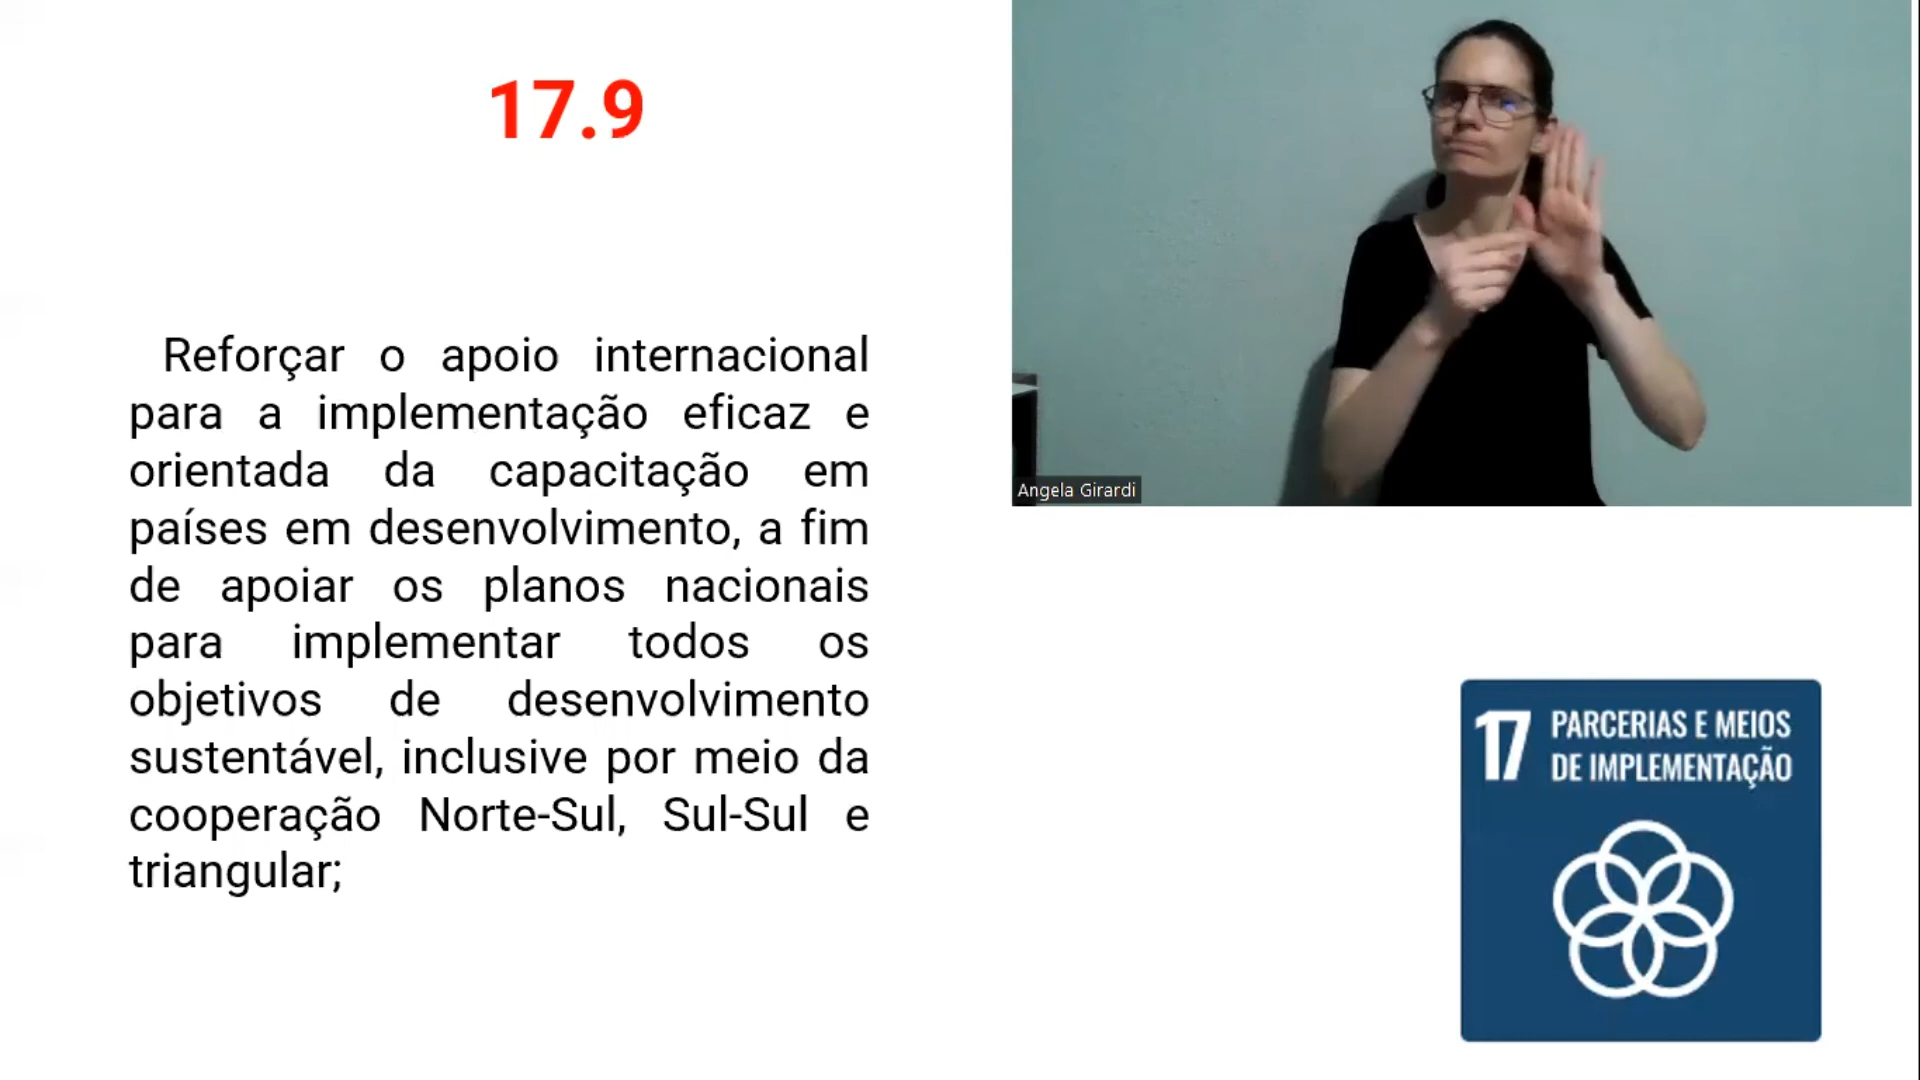 17.9
Reforçar o apoio internacional
para a implementação eficaz e
orientada da capacitação em
países em desenvolvimento, a fim
de apoiar os planos nacionais
para implementar todos os
objetivos de desenvolvimento
sustentável, inclusive por meio da
cooperação Norte-Sul, Sul-Sul e
triangular;
Angela Girardi
17 PARCERIAS E MEIOS
DE IMPLEMENTAÇÃO